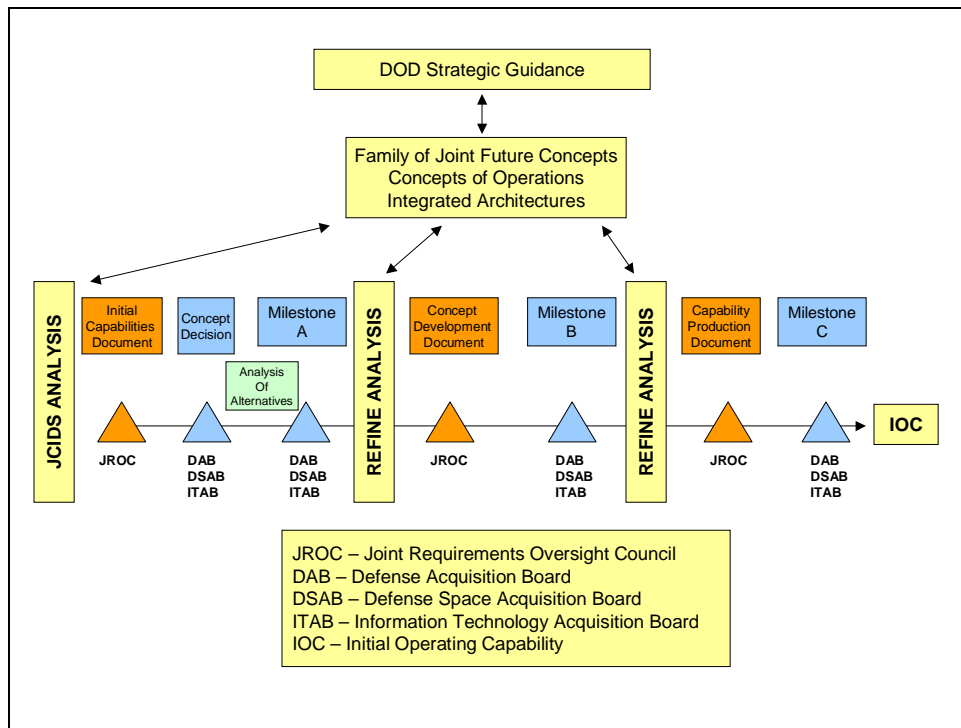 DOD Strategic Guidance
Family of Joint Future Concepts
Concepts of Operations
Integrated Architectures
JCIDS ANALYSIS
Initial
Capabilities
Document
Concept
Decision
Milestone
A
Analysis
Of
Alternatives
REFINE ANALYSIS
Concept
Development
Document
Milestone
B
REFINE ANALYSIS
Capability
Production
Document
Milestone
C
IOC
JROC
DAB
DSAB
ITAB
DAB
DSAB
ITAB
JROC
DAB
DSAB
ITAB
JROC
DAB
DSAB
ITAB
JROC – Joint Requirements Oversight Council
DAB – Defense Acquisition Board
DSAB – Defense Space Acquisition Board
ITAB – Information Technology Acquisition Board
IOC – Initial Operating Capability